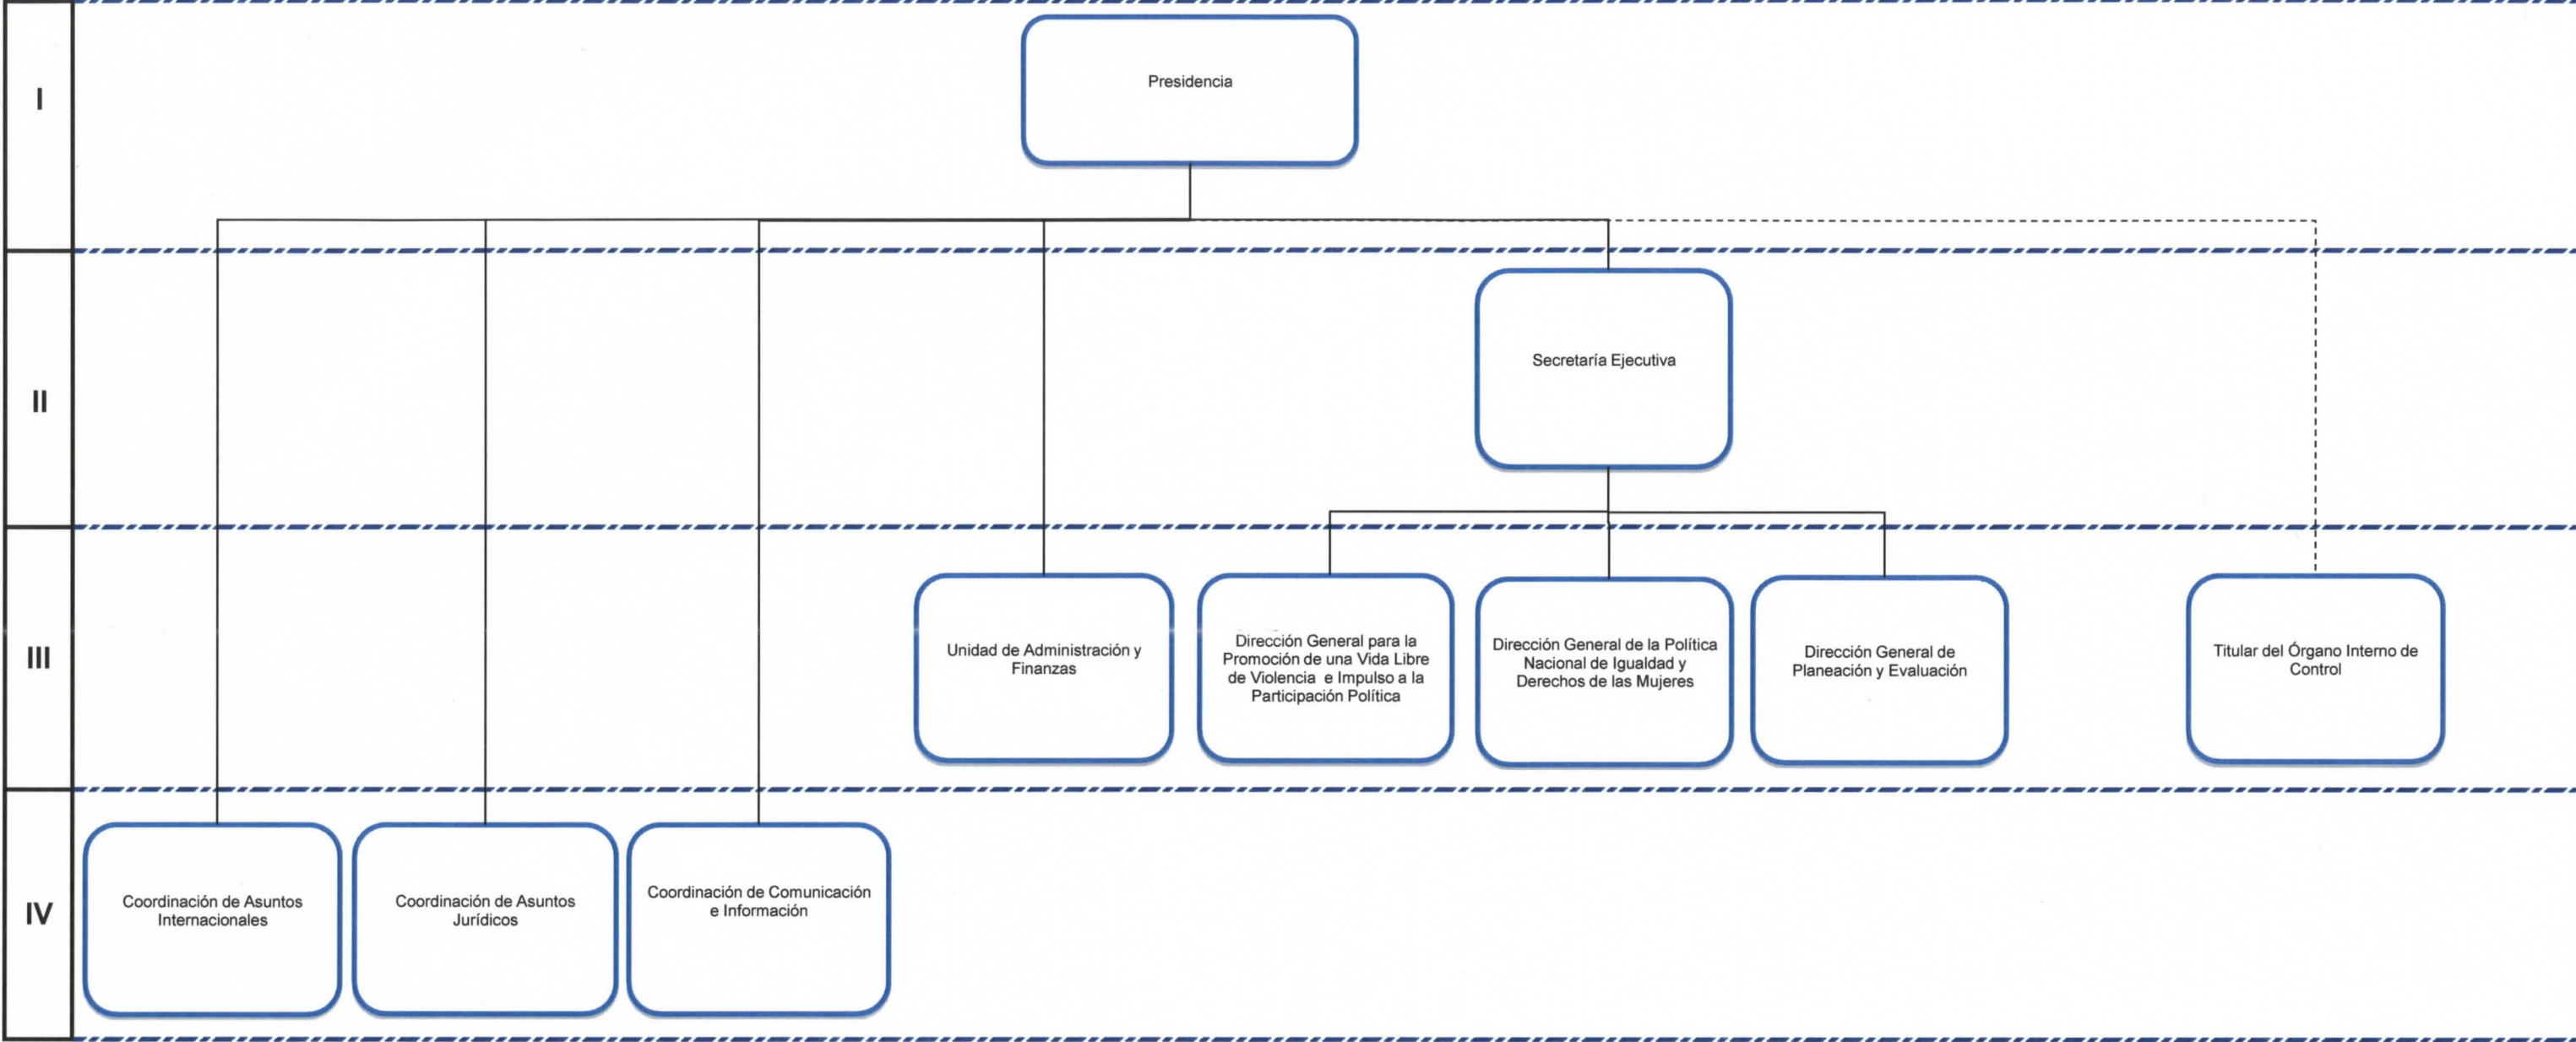 I
Presidencia
II
Secretaría Ejecutiva
III
Unidad de Administración y
Finanzas
Dirección General para la
Promoción de una Vida Libre
de Violencia e Impulso a la
Participación Política
Dirección General de la Política
Nacional de Igualdad y
Derechos de las Mujeres
Dirección General de
Planeación y Evaluación
Titular del Órgano Interno de
Control
IV
Coordinación de Asuntos
Internacionales
Coordinación de Asuntos
Jurídicos
Coordinación de Comunicación
e Información